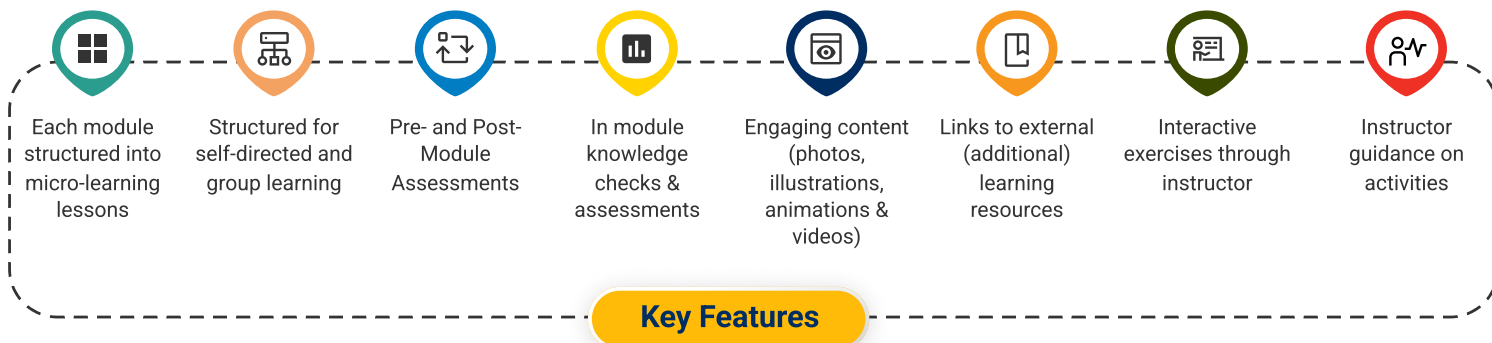 Each module
structured into
micro-learning
lessons
Structured for
self-directed and
group learning
Pre- and Post-
Module
Assessments
In module
knowledge
checks &
assessments
Engaging content
(photos,
illustrations,
animations &
videos)
Links to external
(additional)
learning
resources
Interactive
exercises through
instructor
Instructor
guidance on
activities
Key Features